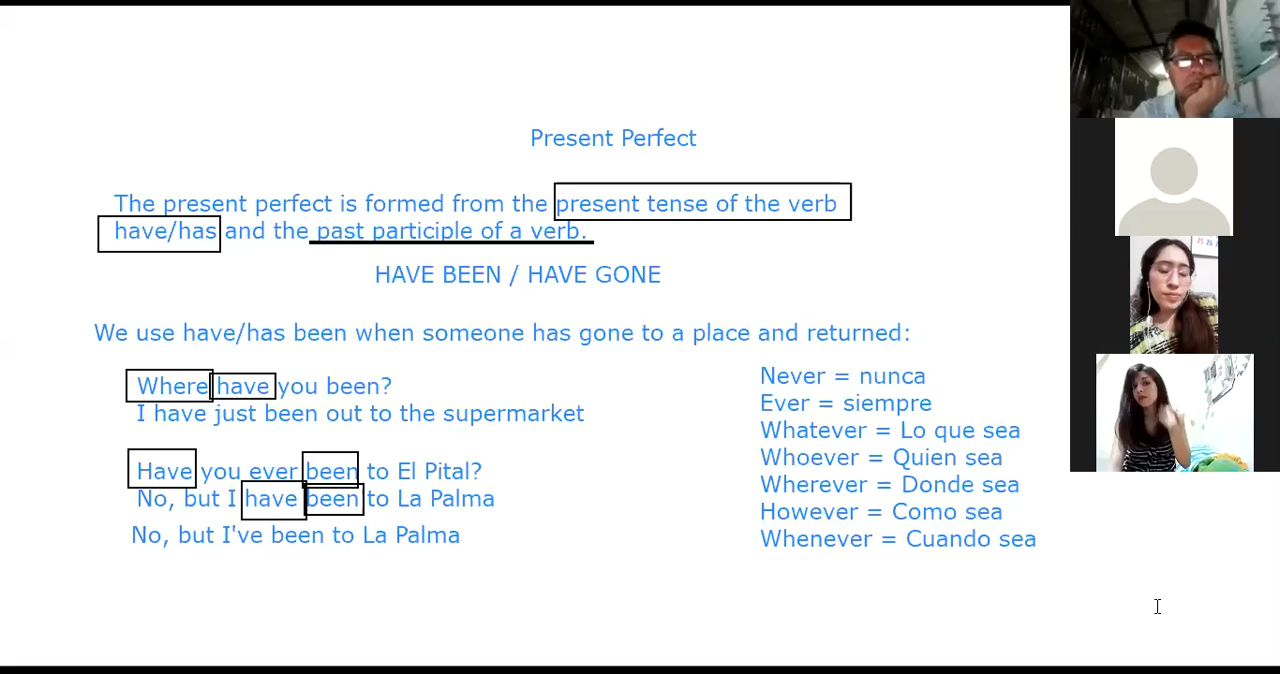 Present Perfect
The present perfect is formed from the present tense of the verb
have/has and the past participle of a verb.
HAVE BEEN / HAVE GONE
We use have/has been when someone has gone to a place and returned:
Where have you been?
I have just been out to the supermarket
Have you ever been to El Pital?
No, but I have been to La Palma
No, but I've been to La Palma
Never = nunca
Ever = siempre
Whatever = Lo que sea
Whoever = Quien sea
Wherever = Donde sea
However = Como sea
Whenever = Cuando sea
25 26